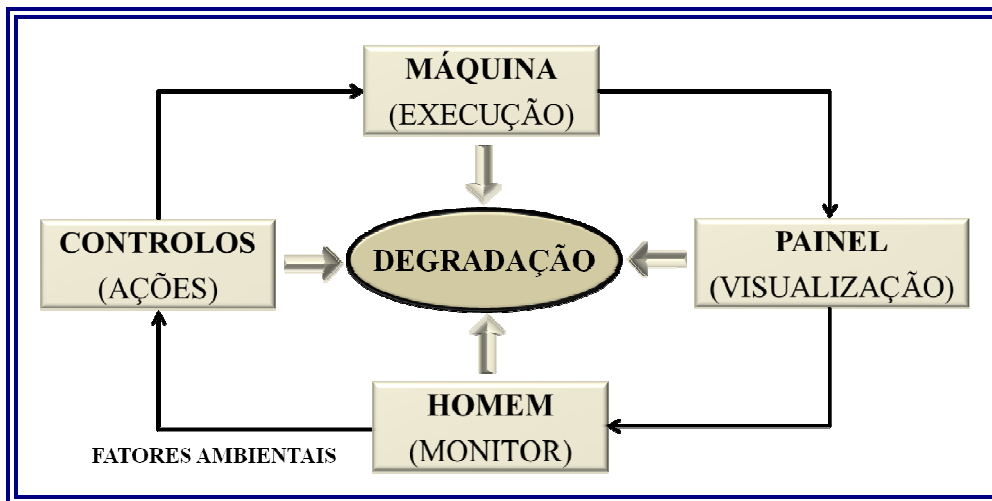 MÁQUINA
(EXECUÇÃO)
CONTROLOS
(AÇÕES)
DEGRADAÇÃO
PAINEL
(VISUALIZAÇÃO)
HOMEM
(MONITOR)
FATORES AMBIENTAIS